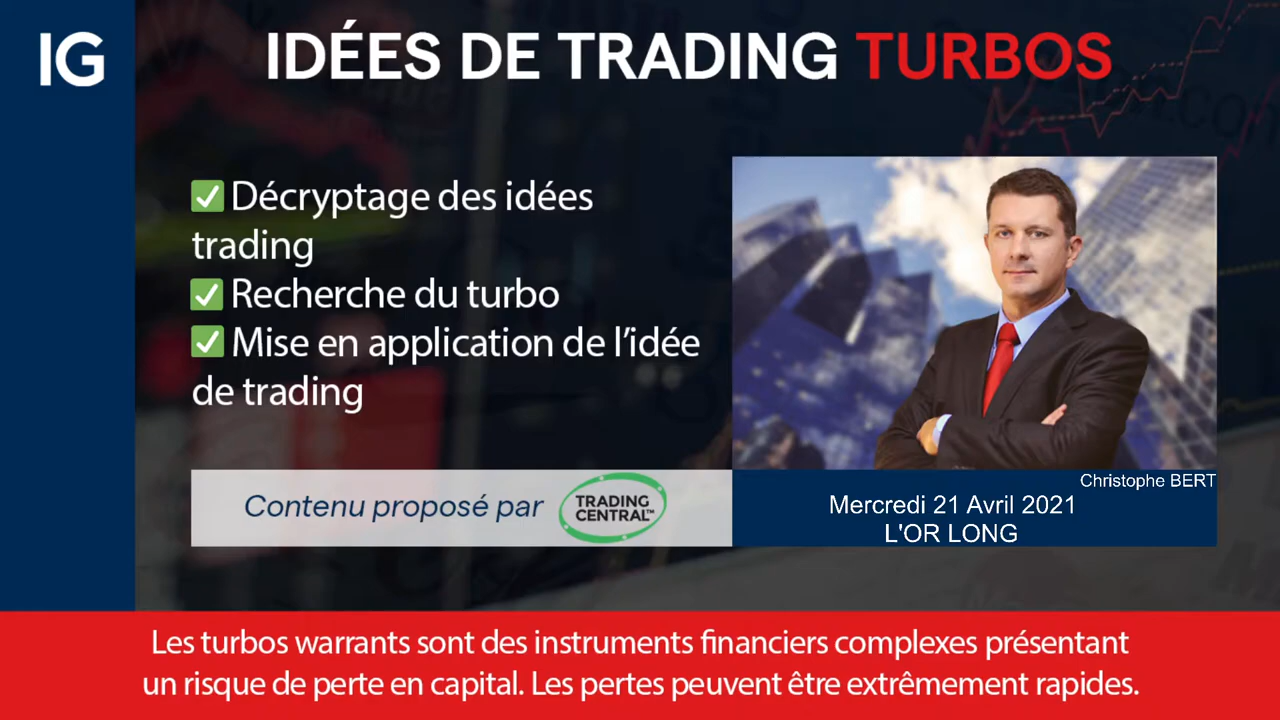 IG
IDÉES DE TRADING TURBOS
✅ Décryptage des idées
trading
✅ Recherche du turbo
✅ Mise en application de l’idée
de trading
Contenu proposé par
TRADING
CENTRAL™
Christophe BERT
Mercredi 21 Avril 2021
L'OR LONG
Les turbos warrants sont des instruments financiers complexes présentant
un risque de perte en capital. Les pertes peuvent être extrêmement rapides.